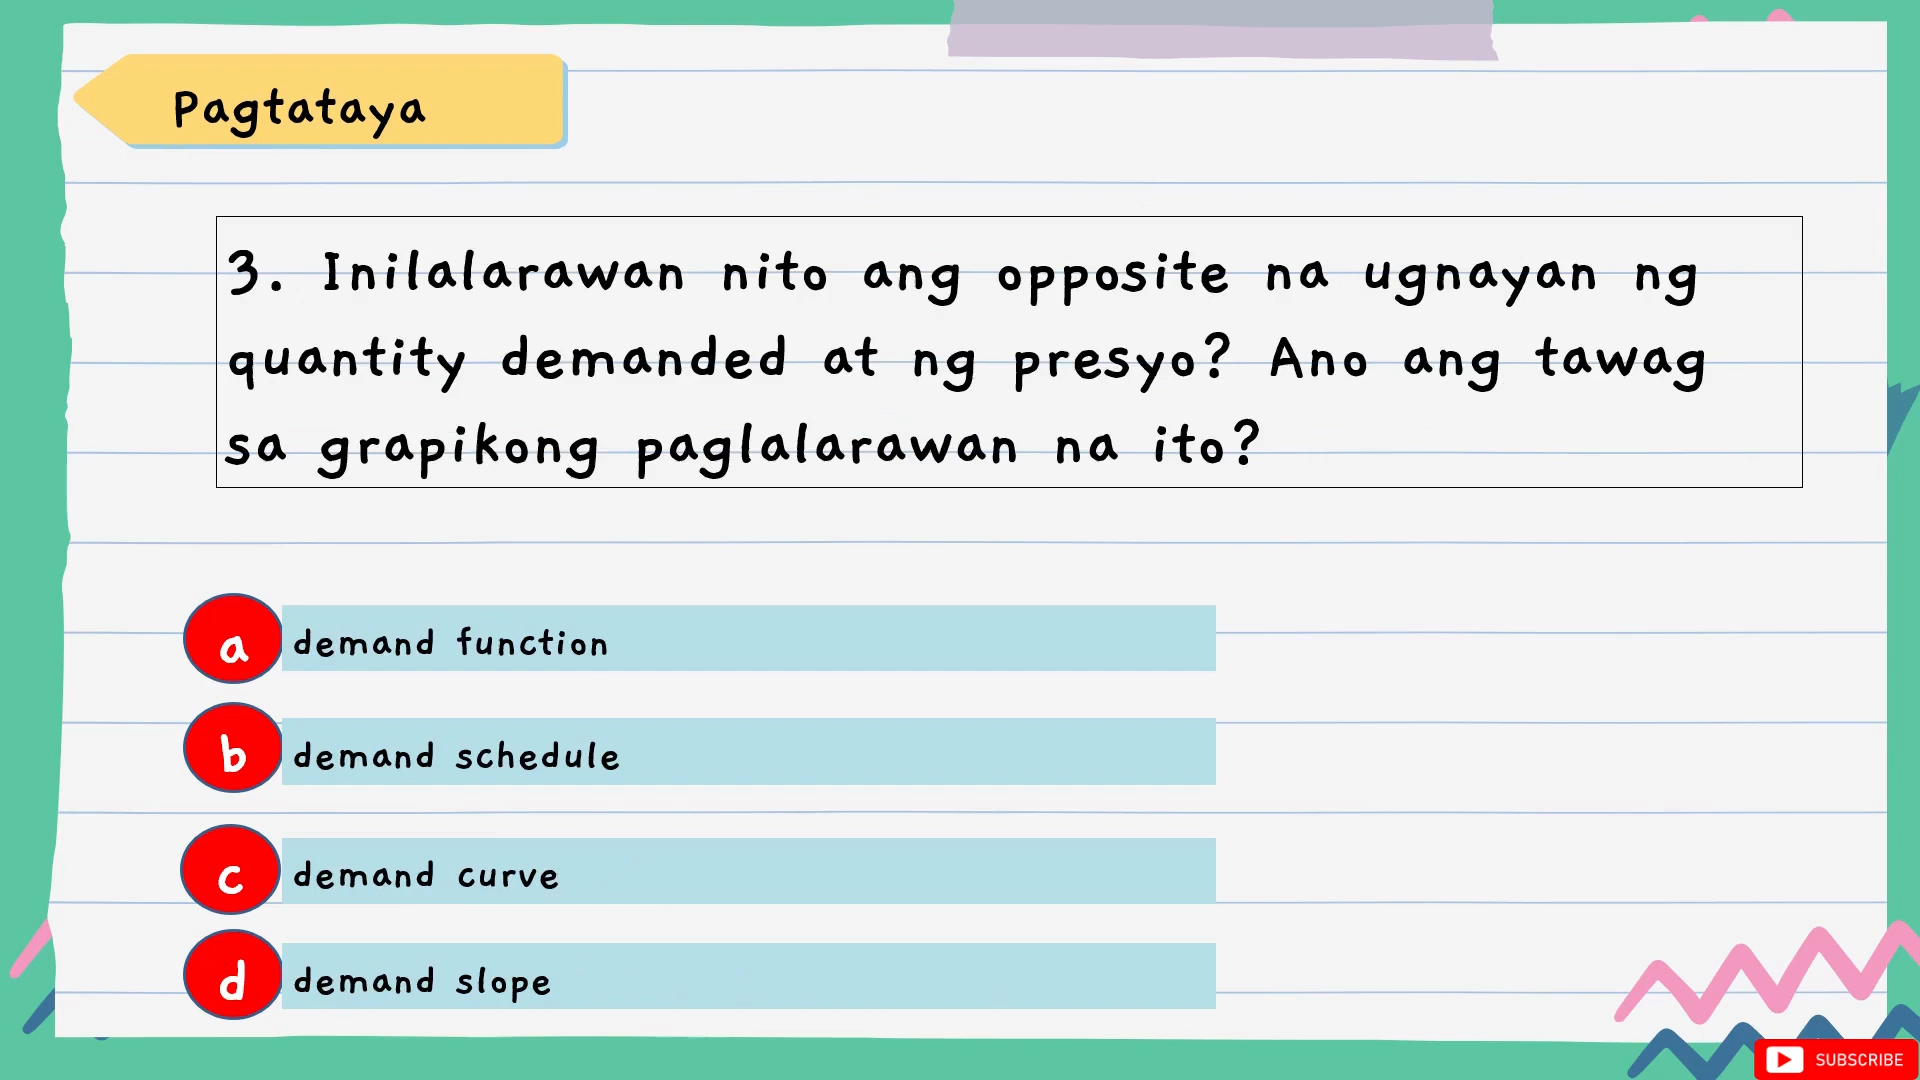 Pagtataya
3. Inilalarawan nito ang opposite na ugnayan ng
quantity demanded at ng presyo? Ano ang tawag
sa grapikong paglalarawan na ito?
a demand function
b demand schedule
c demand curve
d demand slope
SUBSCRIBE